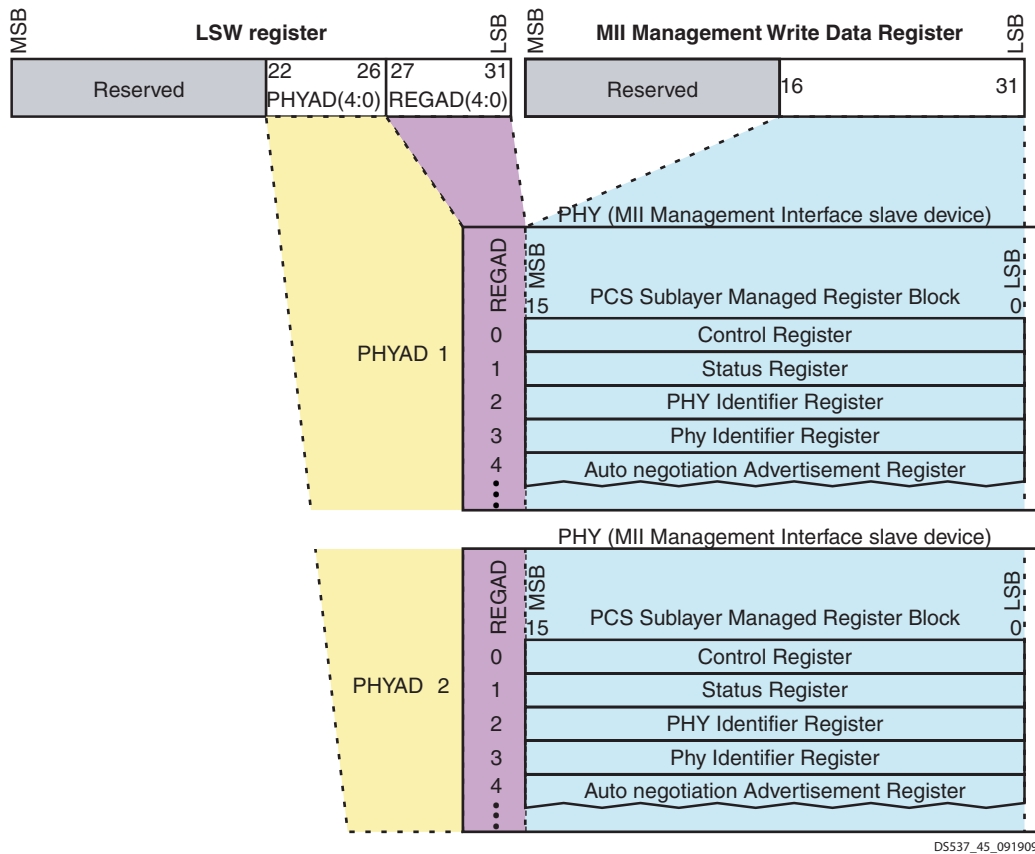 MSB
LSW register
LSB
MSB
MII Management Write Data Register
LSB
Reserved
22 26
PHYAD(4:0)
27 31
REGAD(4:0)
Reserved
16 31
PHY (MII Management Interface slave device)
REGAD
MSB
15
PCS Sublayer Managed Register Block
LSB
0
PHYAD 1
0 Control Register
1 Status Register
2 PHY Identifier Register
3 Phy Identifier Register
4 Auto negotiation Advertisement Register
PHY (MII Management Interface slave device)
REGAD
MSB
15
PCS Sublayer Managed Register Block
LSB
0
PHYAD 2
0 Control Register
1 Status Register
2 PHY Identifier Register
3 Phy Identifier Register
4 Auto negotiation Advertisement Register
DS537_45_091909